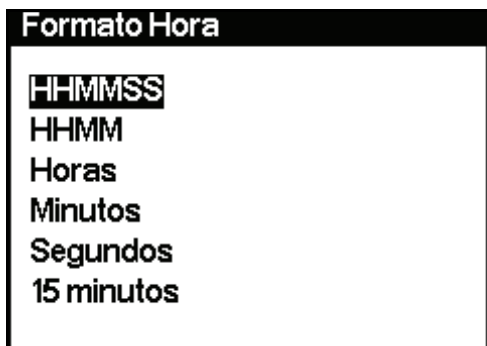 Formato Hora
HHMMSS
HHMM
Horas
Minutos
Segundos
15 minutos